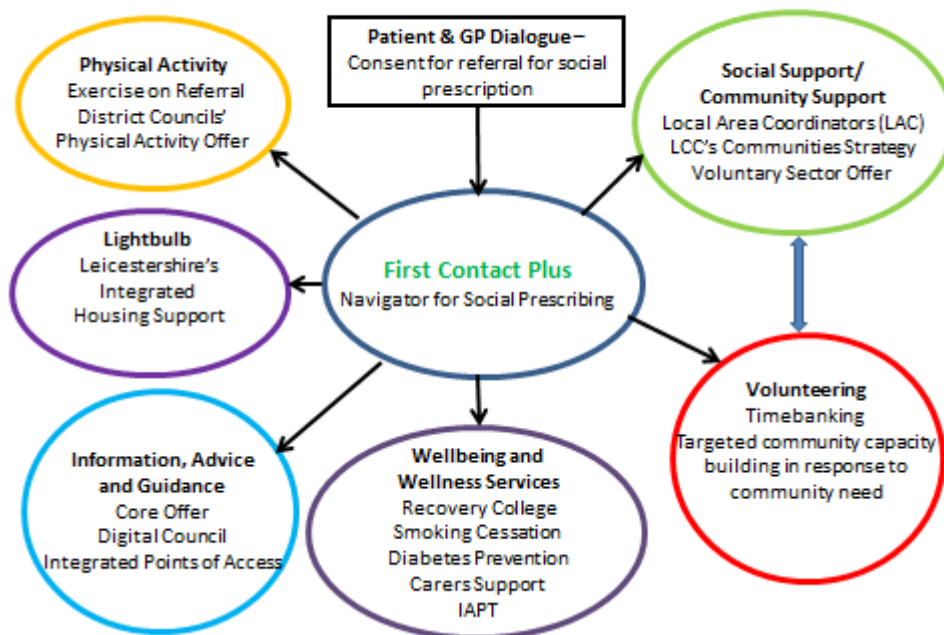 Patient & GP Dialogue–
Consent for referral for social
prescription
Physical Activity
Exercise on Referral
District Councils'
Physical Activity Offer
Social Support/
Community Support
Local Area Coordinators (LAC)
LCC's Communities Strategy
Voluntary Sector Offer
Lightbulb
Leicestershire's
Integrated
Housing Support
First Contact Plus
Navigator for Social Prescribing
Information, Advice
and Guidance
Core Offer
Digital Council
Integrated Points of Access
Wellbeing and
Wellness Services
Recovery College
Smoking Cessation
Diabetes Prevention
Carers Support
IAPT
Volunteering
Timebanking
Targeted community capacity
building in response to
community need